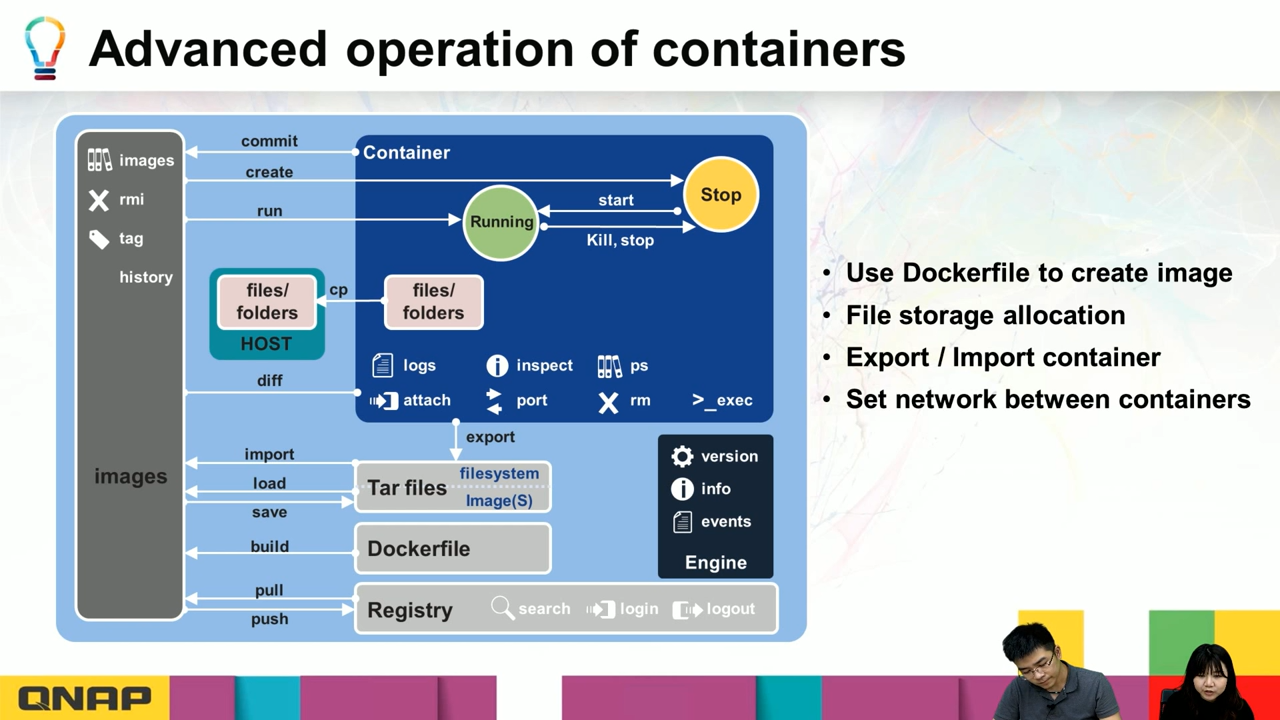 Advanced operation of containers
images
rmi
tag
history
images
commit
create
run
Container
Running
start
Kill, stop
Stop
files/
folders
HOST
cp
files/
folders
logs
inspect
ps
attach
port
rm
>_exec
diff
export
import
load
save
Tar files
filesystem
Image(S)
build
Dockerfile
pull
push
Registry
search
login
logout
version
info
events
Engine
• Use Dockerfile to create image
• File storage allocation
• Export / Import container
• Set network between containers
QNAP